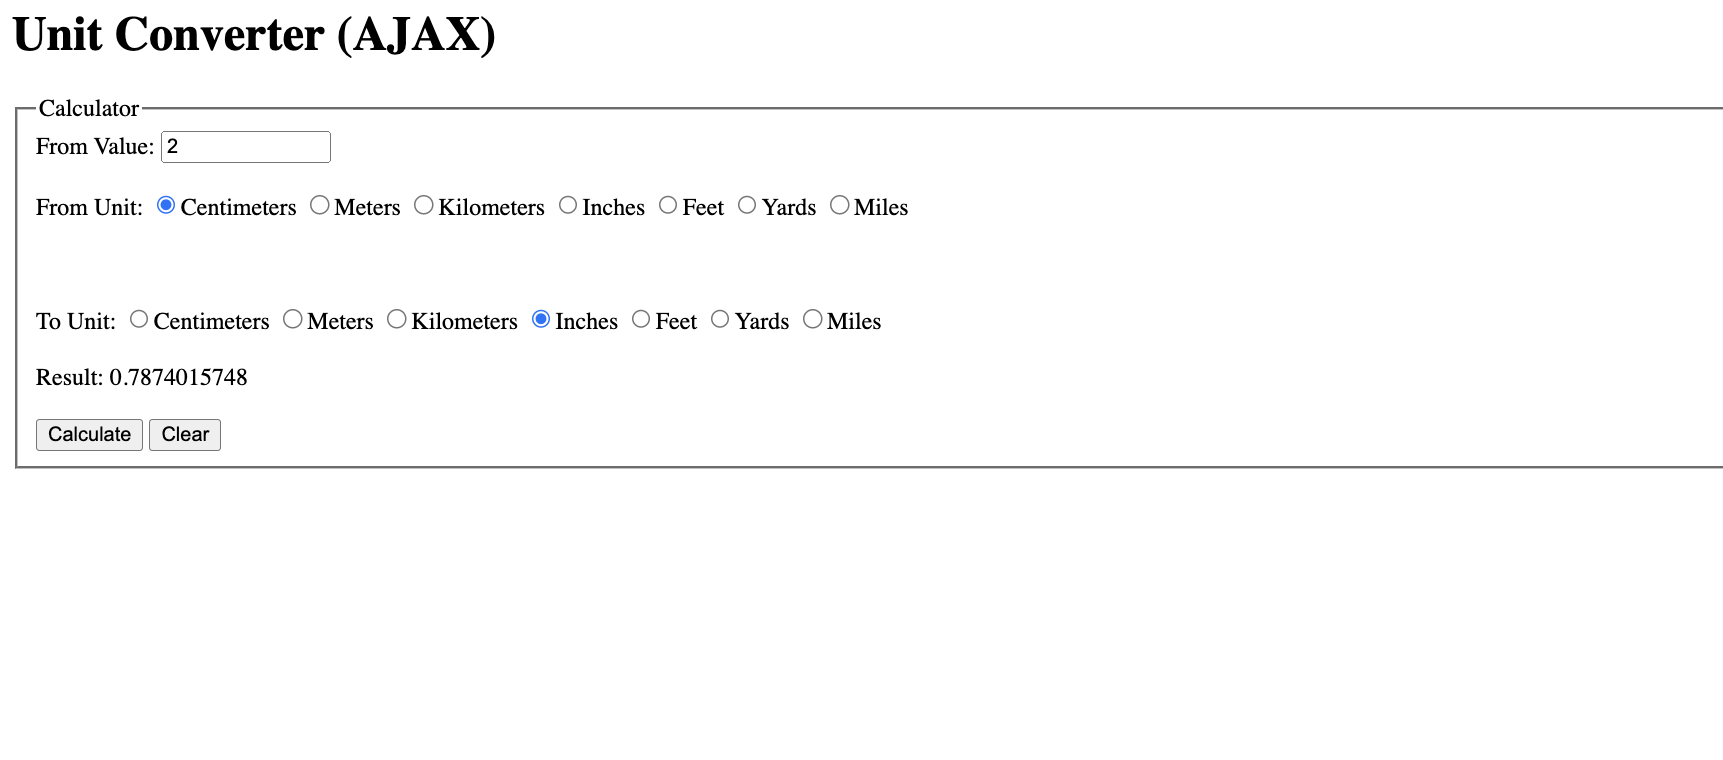 Unit Converter (AJAX)
Calculator
From Value: 2
From Unit: Centimeters Meters Kilometers Inches Feet Yards Miles
To Unit: Centimeters Meters Kilometers Inches Feet Yards Miles
Result: 0.7874015748
Calculate Clear